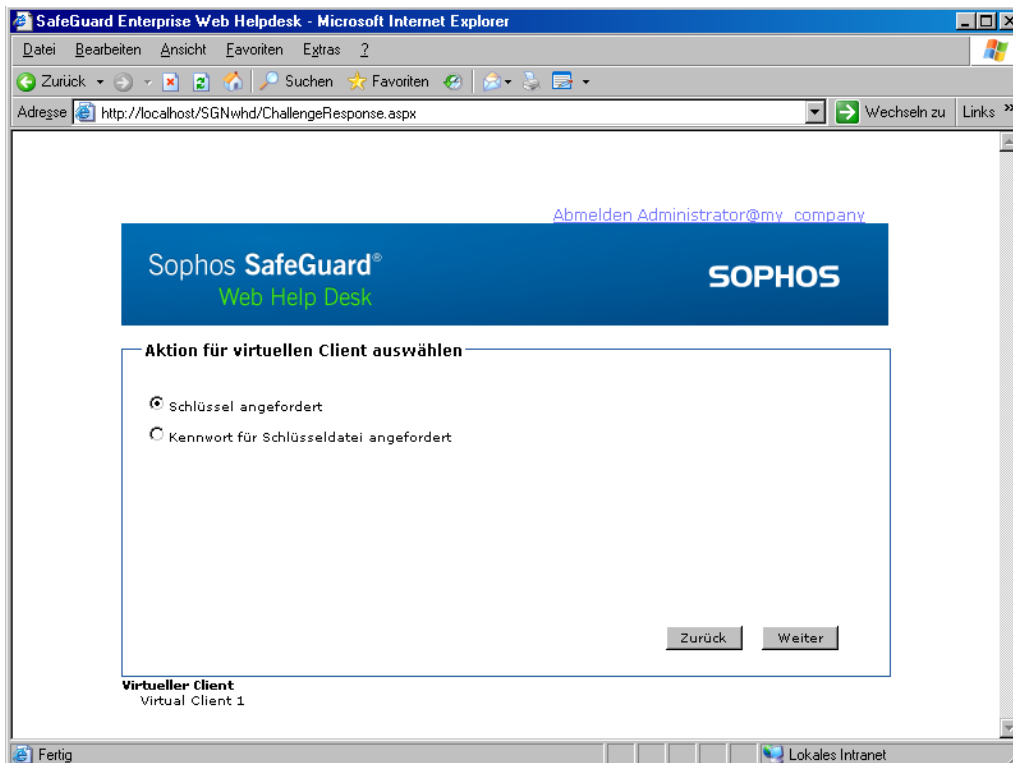 SafeGuard Enterprise Web Helpdesk - Microsoft Internet Explorer
Datei Bearbeiten Ansicht Favoriten Extras ?
Zurück Suchen Favoriten
Adresse http://localhost/SGNwhd/ChallengeResponse.aspx Wechseln zu Links »
Abmelden Administrator@my_company
Sophos SafeGuard®
Web Help Desk
SOPHOS
Aktion für virtuellen Client auswählen
Schlüssel angefordert
Kennwort für Schlüsseldatei angefordert
Zurück Weiter
Virtueller Client
Virtual Client 1
Fertig Lokales Intranet